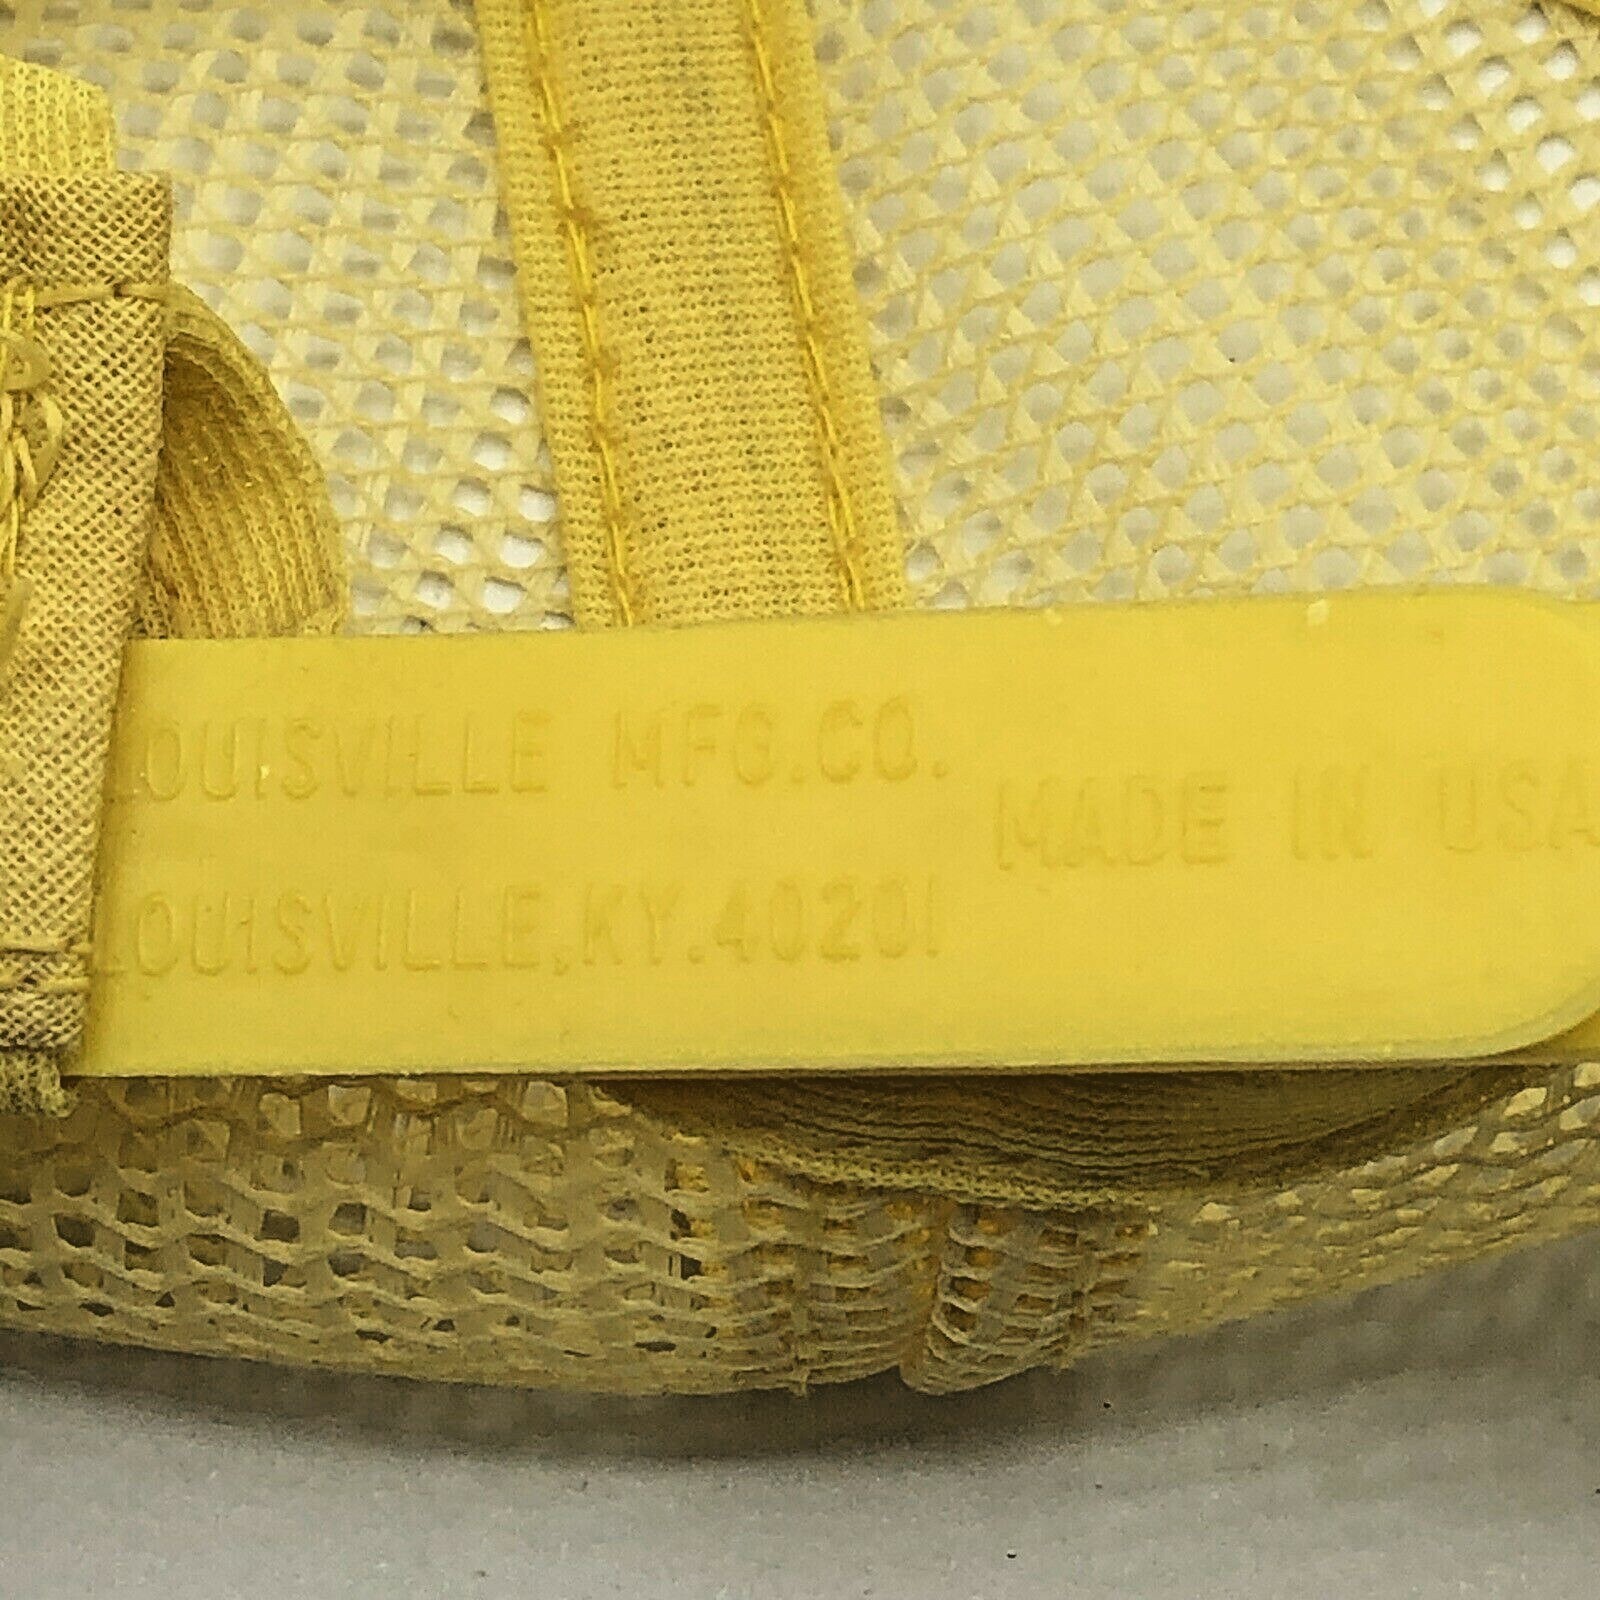 LOUISVILLE MFG.CO.
LOUISVILLE,KY.40201
MADE IN USA